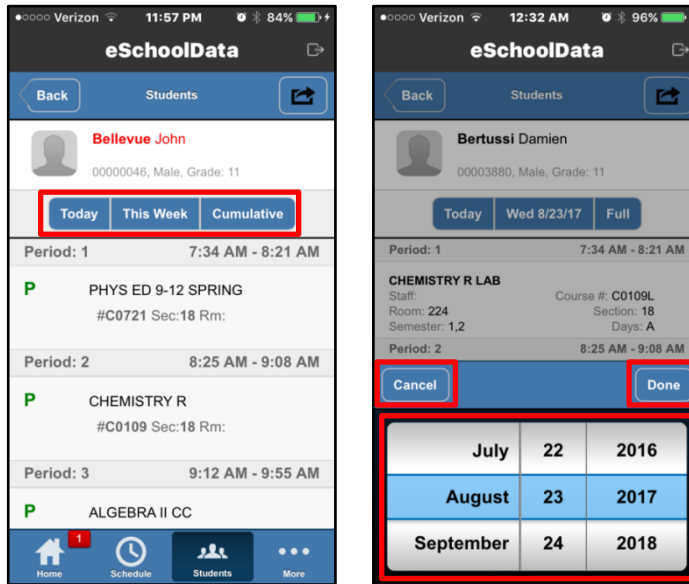 Verizon 11:57 PM 84%
eSchoolData
Back Students
Bellevue John
00000046, Male, Grade: 11
Today This Week Cumulative
Period: 1 7:34 AM - 8:21 AM
P PHYS ED 9-12 SPRING
#C0721 Sec:18 Rm:
Period: 2 8:25 AM - 9:08 AM
P CHEMISTRY R
#C0109 Sec:18 Rm:
Period: 3 9:12 AM - 9:55 AM
P ALGEBRA II CC
1
Home Schedule Students More
Verizon 12:32 AM 96%
eSchoolData
Back Students
Bertussi Damien
00003880, Male, Grade: 11
Today Wed 8/23/17 Full
Period: 1 7:34 AM - 8:21 AM
CHEMISTRY R LAB
Staff: Course #: C0109L
Room: 224 Section: 18
Semester: 1,2 Days: A
Period: 2 8:25 AM - 9:08 AM
Cancel Done
July 22 2016
August 23 2017
September 24 2018